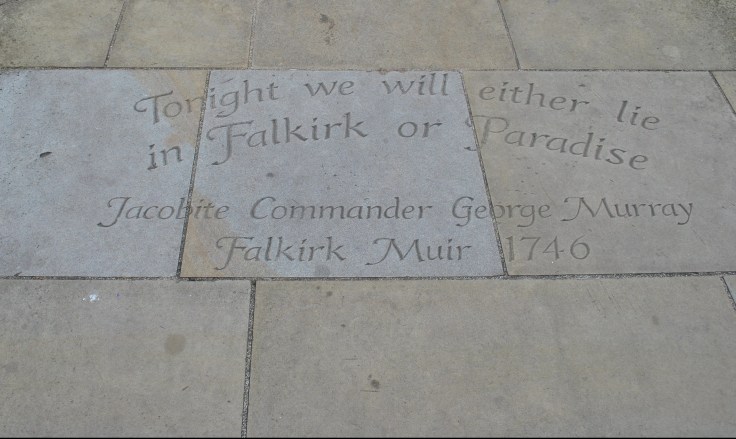 Tonight we will either lie
in Falkirk or Paradise
Jacobite Commander George Murray
Falkirk Muir 1746